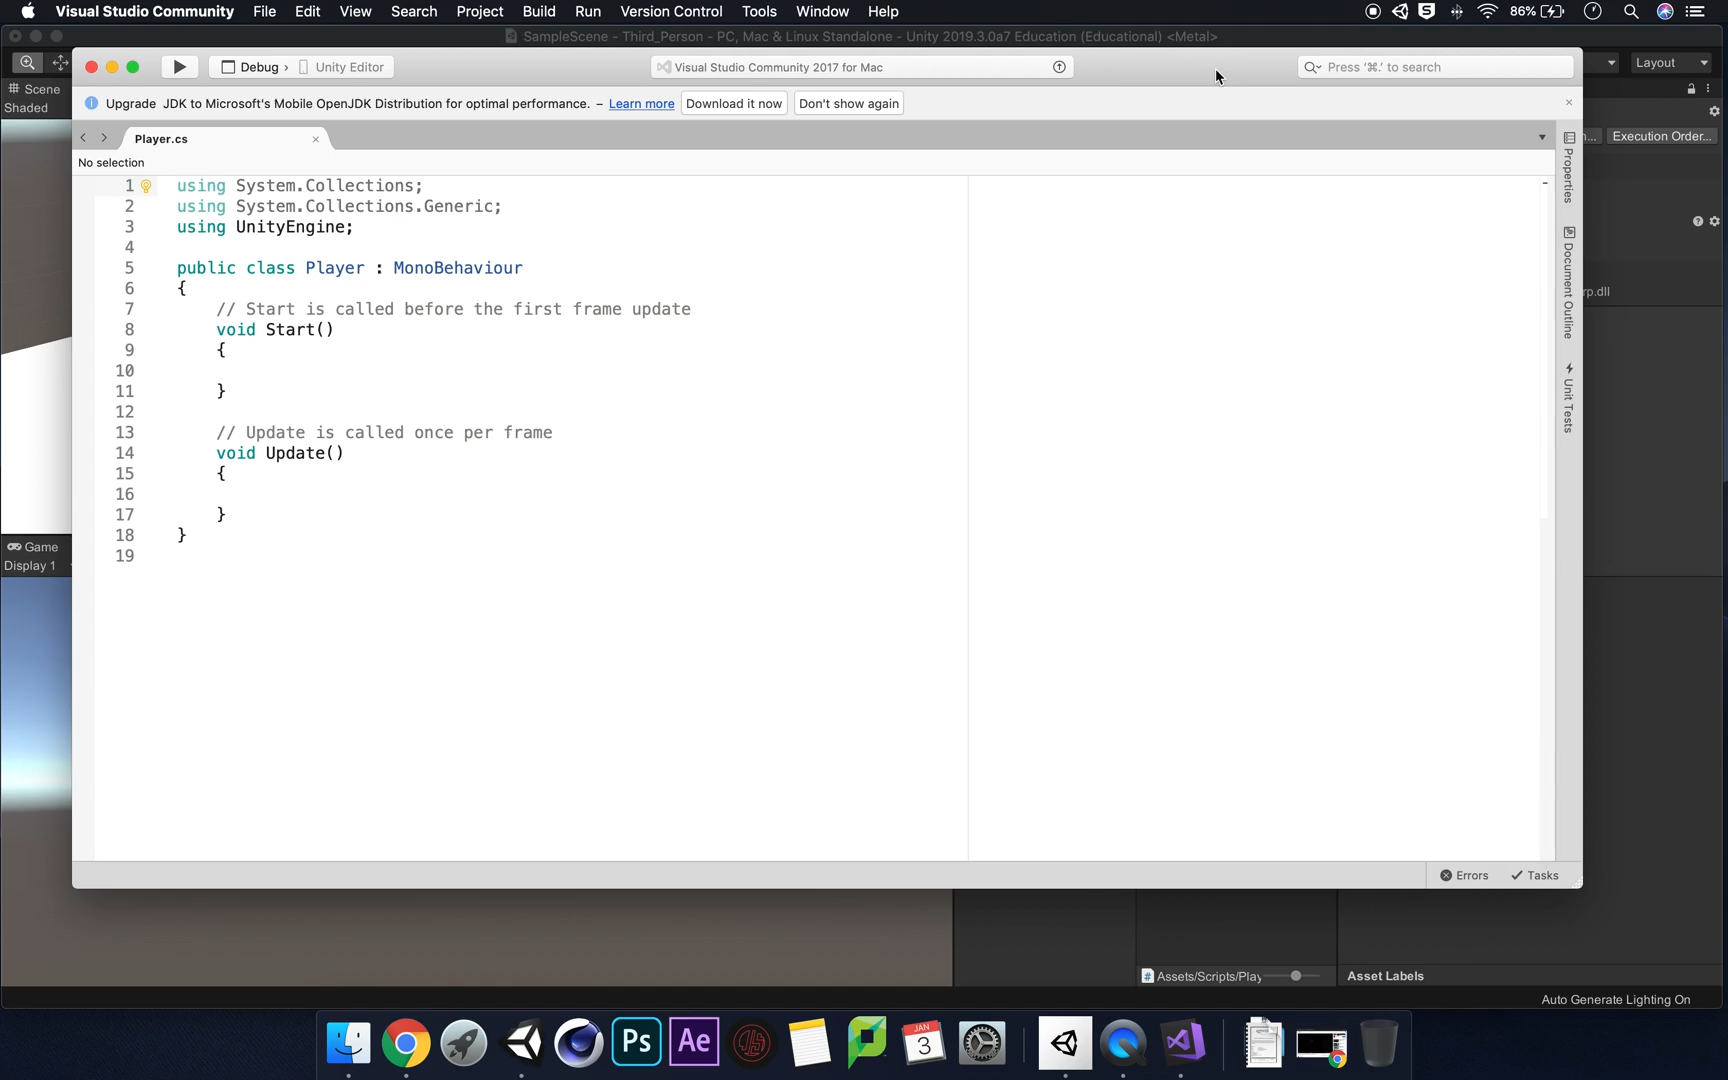 Visual Studio Community File Edit View Search Project Build Run Version Control Tools Window Help 86%
SampleScene - Third_Person - PC, Mac & Linux Standalone - Unity 2019.3.0a7 Education (Educational) <Metal>
Debug › Unity Editor
Visual Studio Community 2017 for Mac
Press '⌘.' to search
Layout
Scene
Shaded
Upgrade JDK to Microsoft's Mobile OpenJDK Distribution for optimal performance. – Learn more Download it now Don't show again
Execution Order...
Player.cs
No selection
1 using System.Collections;
2 using System.Collections.Generic;
3 using UnityEngine;
4
5 public class Player : MonoBehaviour
6 {
7 // Start is called before the first frame update
8 void Start()
9 {
10
11 }
12
13 // Update is called once per frame
14 void Update()
15 {
16
17 }
18 }
19
Properties
Document Outline
Unit Tests
rp.dll
Game
Display 1
Errors Tasks
Assets/Scripts/Play
Asset Labels
Auto Generate Lighting On
Ps
Ae
JAN
3